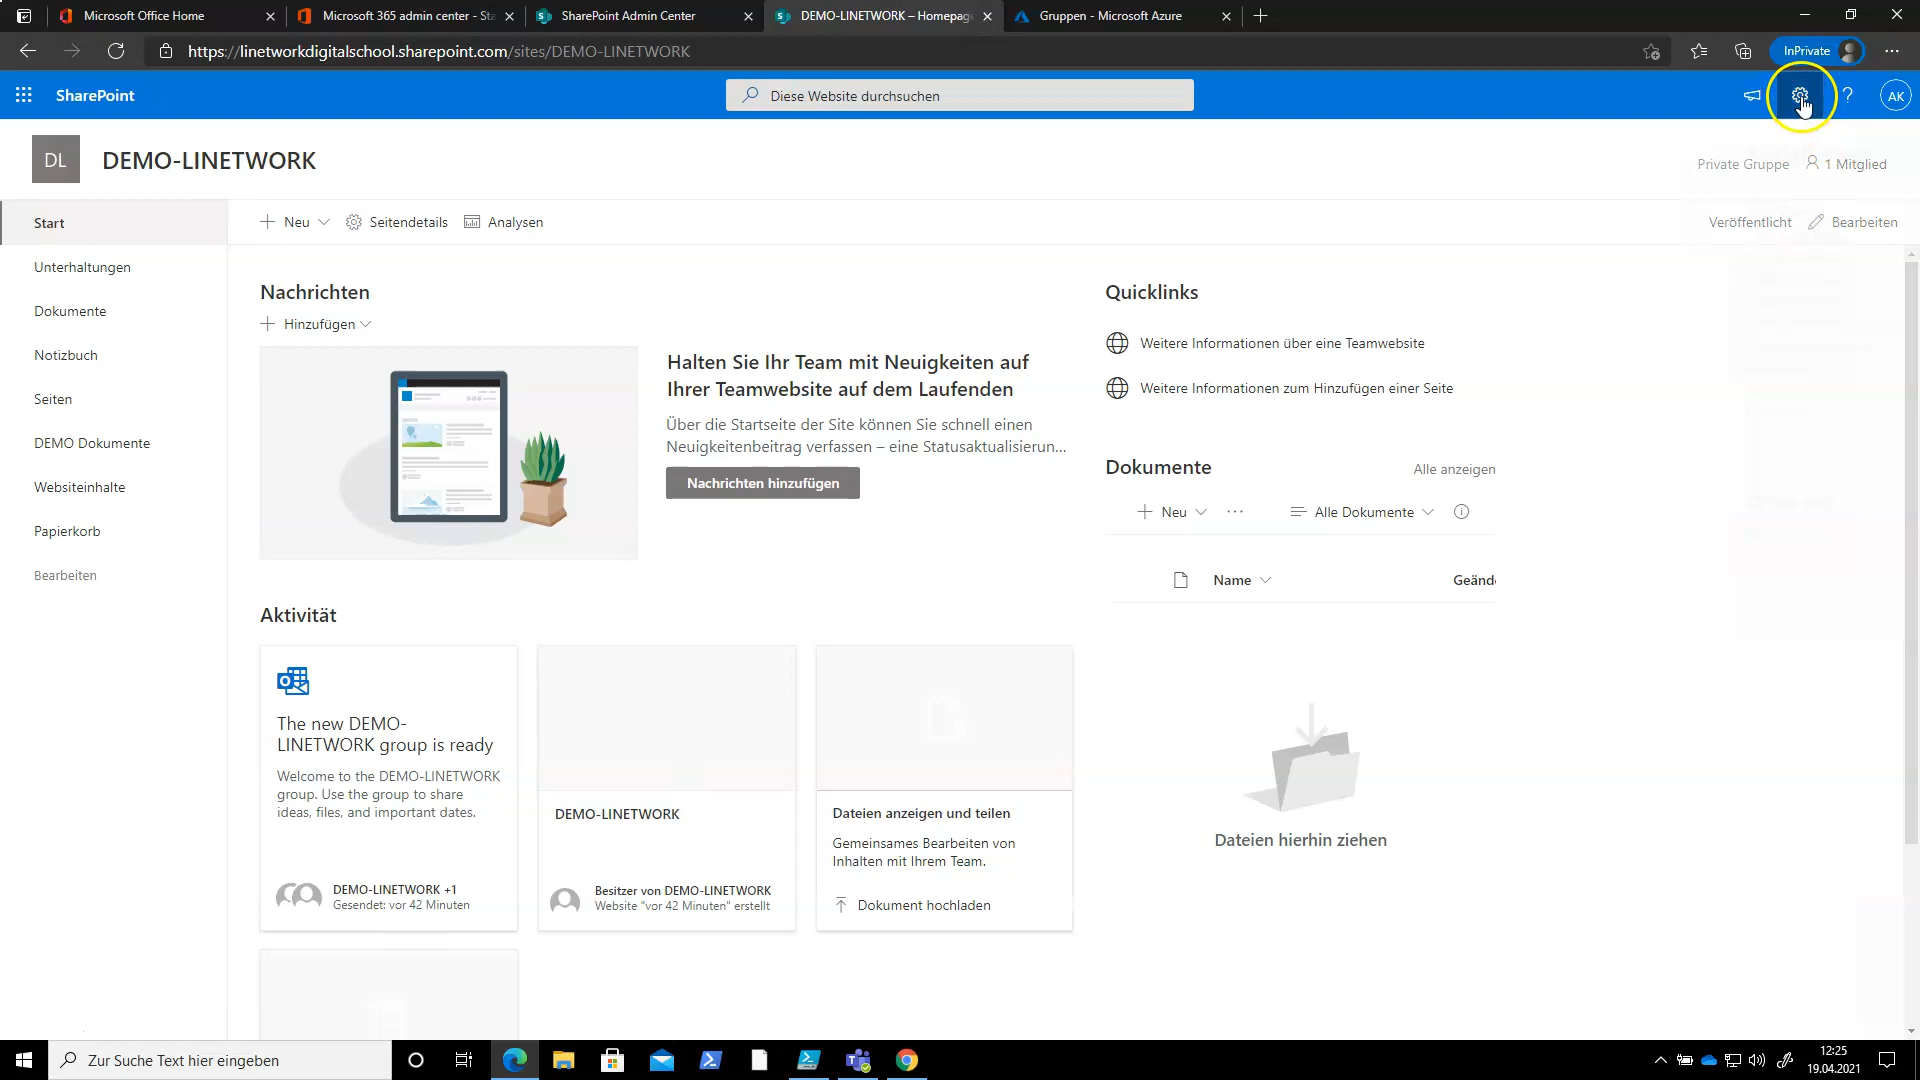 Microsoft Office Home
Microsoft 365 admin center - Sta
SharePoint Admin Center
DEMO-LINETWORK – Homepage
Gruppen - Microsoft Azure
https://linetworkdigitalschool.sharepoint.com/sites/DEMO-LINETWORK
InPrivate
SharePoint
Diese Website durchsuchen
?
AK
DL
DEMO-LINETWORK
Private Gruppe
1 Mitglied
Start
Neu
Seitendetails
Analysen
Veröffentlicht
Bearbeiten
Unterhaltungen
Dokumente
Notizbuch
Seiten
DEMO Dokumente
Websiteinhalte
Papierkorb
Bearbeiten
Nachrichten
Hinzufügen
Halten Sie Ihr Team mit Neuigkeiten auf
Ihrer Teamwebsite auf dem Laufenden
Über die Startseite der Site können Sie schnell einen
Neuigkeitenbeitrag verfassen – eine Statusaktualisierun...
Nachrichten hinzufügen
Quicklinks
Weitere Informationen über eine Teamwebsite
Weitere Informationen zum Hinzufügen einer Seite
Dokumente
Alle anzeigen
Neu
Alle Dokumente
Name
Geände
Dateien hierhin ziehen
Aktivität
The new DEMO-
LINETWORK group is ready
Welcome to the DEMO-LINETWORK
group. Use the group to share
ideas, files, and important dates.
DEMO-LINETWORK +1
Gesendet: vor 42 Minuten
DEMO-LINETWORK
Besitzer von DEMO-LINETWORK
Website "vor 42 Minuten" erstellt
Dateien anzeigen und teilen
Gemeinsames Bearbeiten von
Inhalten mit Ihrem Team.
Dokument hochladen
Zur Suche Text hier eingeben
12:25
19.04.2021